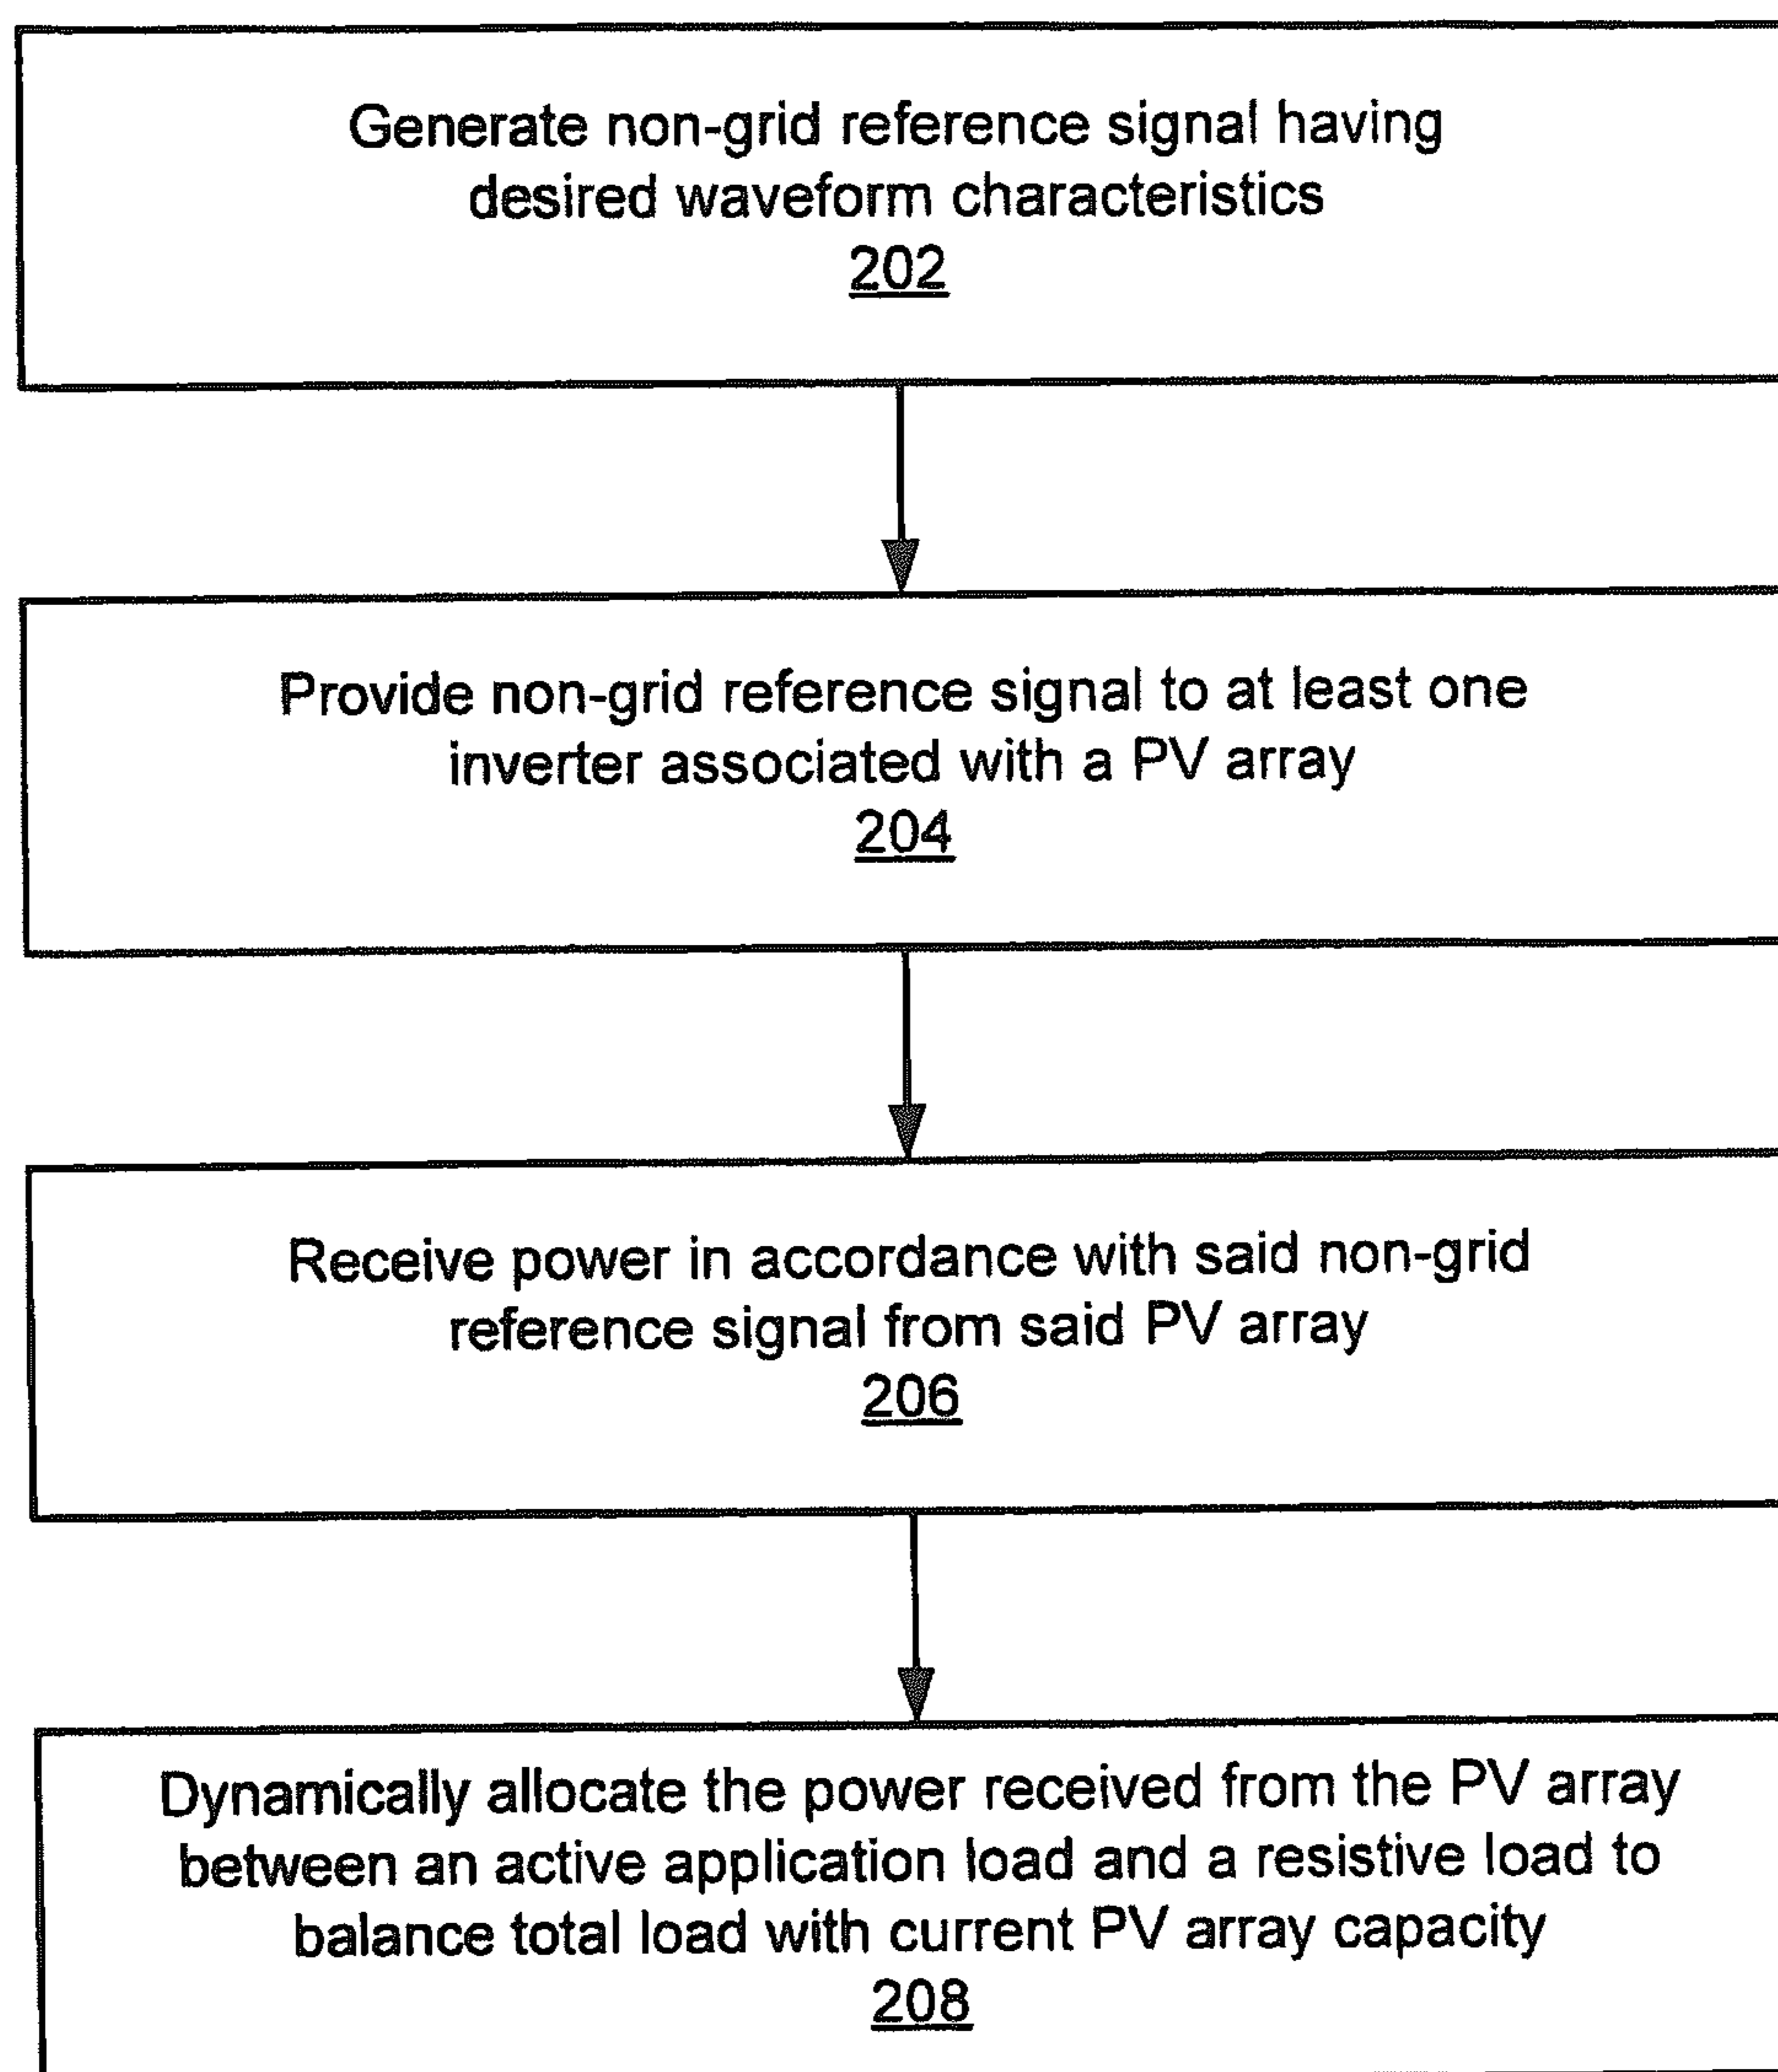 Generate non-grid reference signal having
desired waveform characteristics
202
Provide non-grid reference signal to at least one
inverter associated with a PV array
204
Receive power in accordance with said non-grid
reference signal from said PV array
206
Dynamically allocate the power received from the PV array
between an active application load and a resistive load to
balance total load with current PV array capacity
208